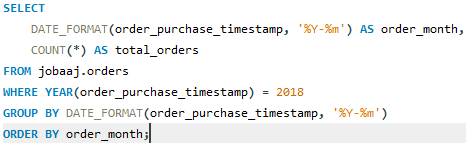 SELECT
DATE_FORMAT(order_purchase_timestamp, '%Y-%m') AS order_month,
COUNT(*) AS total_orders
FROM jobaaj.orders
WHERE YEAR(order_purchase_timestamp) = 2018
GROUP BY DATE_FORMAT(order_purchase_timestamp, '%Y-%m')
ORDER BY order_month;